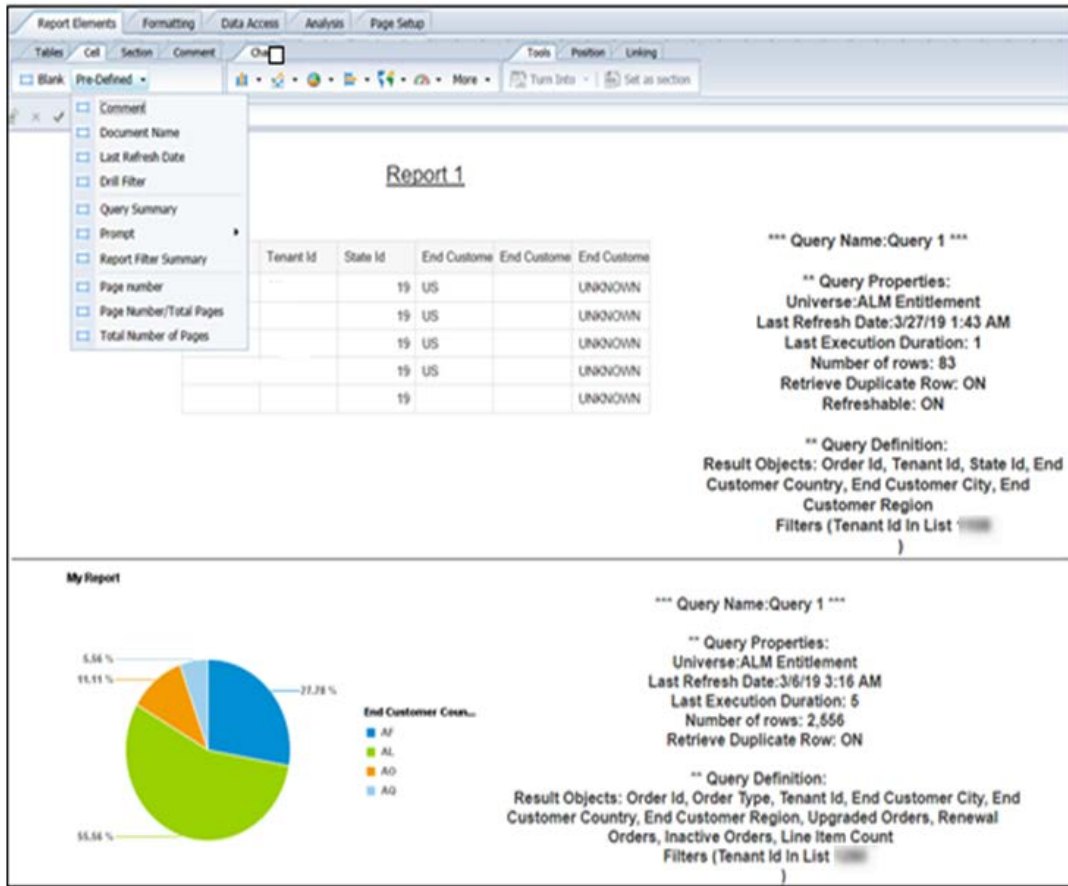 Report Elements Formatting Data Access Analysis Page Setup
Tables Cell Section Comment Tools Position Linking
Blank Pre-Defined More Turn Into Set as section
Comment
Document Name
Last Refresh Date
Drill Filter
Query Summary
Prompt
Report Filter Summary
Page number
Page Number/Total Pages
Total Number of Pages
Report 1
Tenant Id State Id End Custome End Custome End Custome
19 US UNKNOWN
19 US UNKNOWN
19 US UNKNOWN
19 US UNKNOWN
19 UNKNOWN
*** Query Name:Query 1 ***
** Query Properties:
Universe:ALM Entitlement
Last Refresh Date:3/27/19 1:43 AM
Last Execution Duration: 1
Number of rows: 83
Retrieve Duplicate Row: ON
Refreshable: ON
** Query Definition:
Result Objects: Order Id, Tenant Id, State Id, End
Customer Country, End Customer City, End
Customer Region
Filters (Tenant Id In List
)
My Report
5.56 %
11.11 %
27.78 %
55.56 %
End Customer Coun...
AF
AL
AO
AQ
*** Query Name:Query 1 ***
** Query Properties:
Universe:ALM Entitlement
Last Refresh Date:3/6/19 3:16 AM
Last Execution Duration: 5
Number of rows: 2,556
Retrieve Duplicate Row: ON
** Query Definition:
Result Objects: Order Id, Order Type, Tenant Id, End Customer City, End
Customer Country, End Customer Region, Upgraded Orders, Renewal
Orders, Inactive Orders, Line Item Count
Filters (Tenant Id In List
)